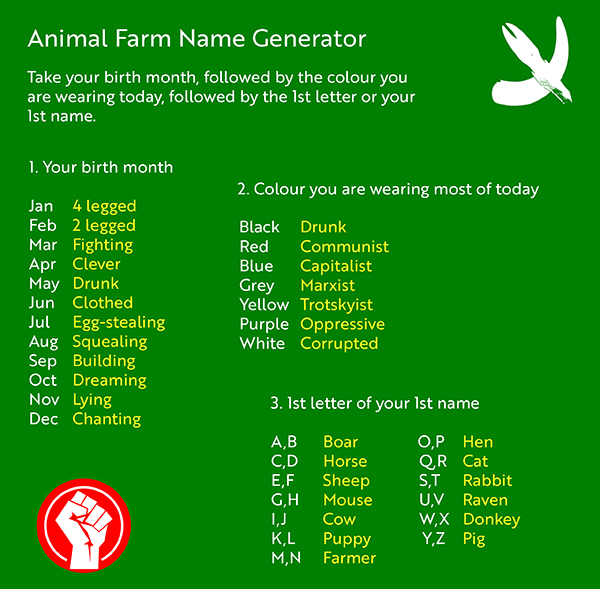 Animal Farm Name Generator
Take your birth month, followed by the colour you
are wearing today, followed by the 1st letter or your
1st name.
1. Your birth month
Jan 4 legged
Feb 2 legged
Mar Fighting
Apr Clever
May Drunk
Jun Clothed
Jul Egg-stealing
Aug Squealing
Sep Building
Oct Dreaming
Nov Lying
Dec Chanting
2. Colour you are wearing most of today
Black Drunk
Red Communist
Blue Capitalist
Grey Marxist
Yellow Trotskyist
Purple Oppressive
White Corrupted
3. 1st letter of your 1st name
A,B Boar
C,D Horse
E,F Sheep
G,H Mouse
I,J Cow
K,L Puppy
M,N Farmer
O,P Hen
Q,R Cat
S,T Rabbit
U,V Raven
W,X Donkey
Y,Z Pig